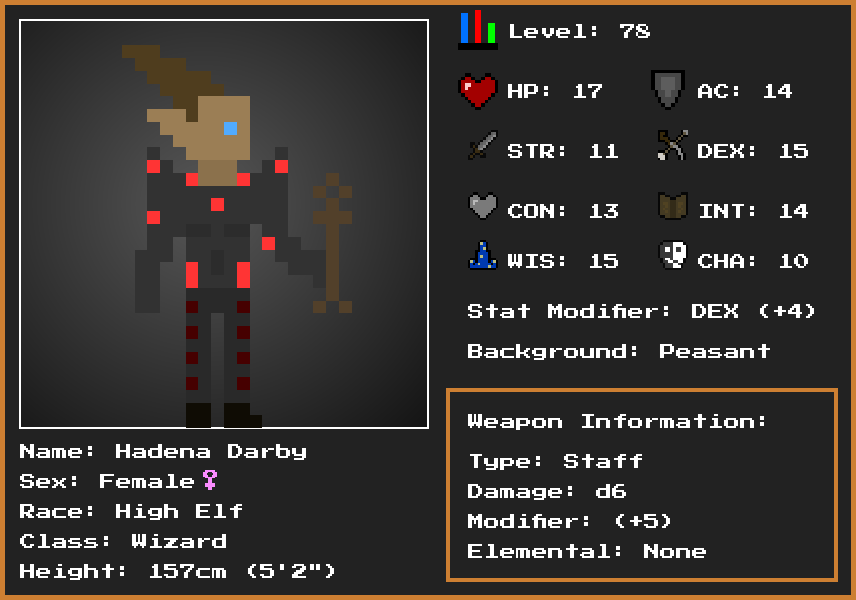 Level: 78
HP: 17
AC: 14
STR: 11
DEX: 15
CON: 13
INT: 14
WIS: 15
CHA: 10
Stat Modifier: DEX (+4)
Background: Peasant
Weapon Information:
Type: Staff
Damage: d6
Modifier: (+5)
Elemental: None
Name: Hadena Darby
Sex: Female♀
Race: High Elf
Class: Wizard
Height: 157cm (5'2")